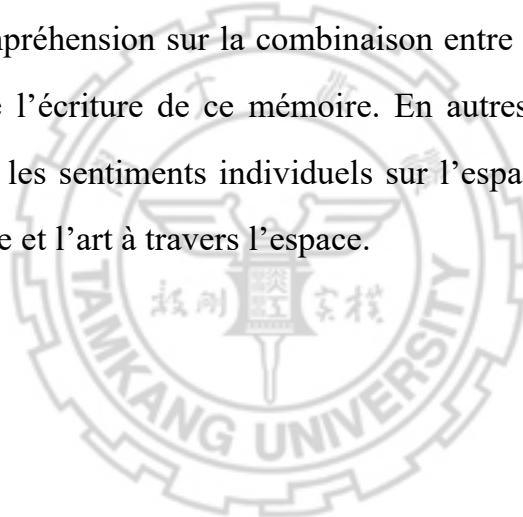 mpréhension sur la combinaison entre
e l’écriture de ce mémoire. En autres
les sentiments individuels sur l’espa
e et l’art à travers l’espace.
TAMKANG UNIVERSITY